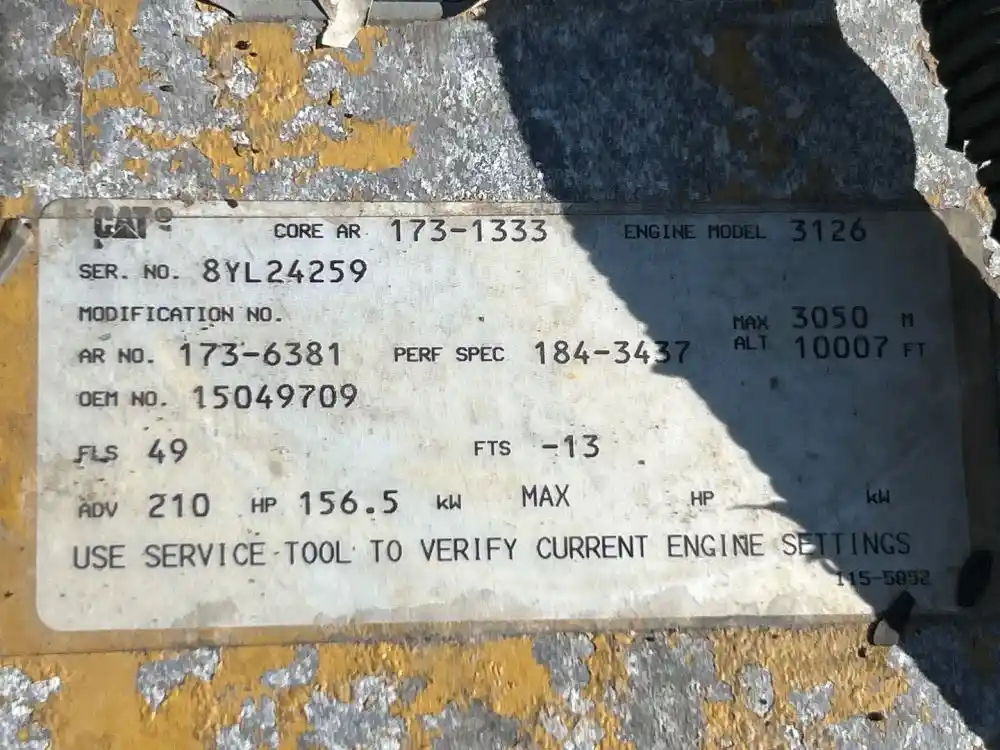 CAT® CORE AR 173-1333 ENGINE MODEL 3126
SER. NO. 8YL24259
MODIFICATION NO.
MAX 3050 M
AR NO. 173-6381 PERF SPEC 184-3437 ALT 10007 FT
OEM NO. 15049709
FLS 49 FTS -13
ADV 210 HP 156.5 kW MAX HP kW
USE SERVICE TOOL TO VERIFY CURRENT ENGINE SETTINGS
115-5892